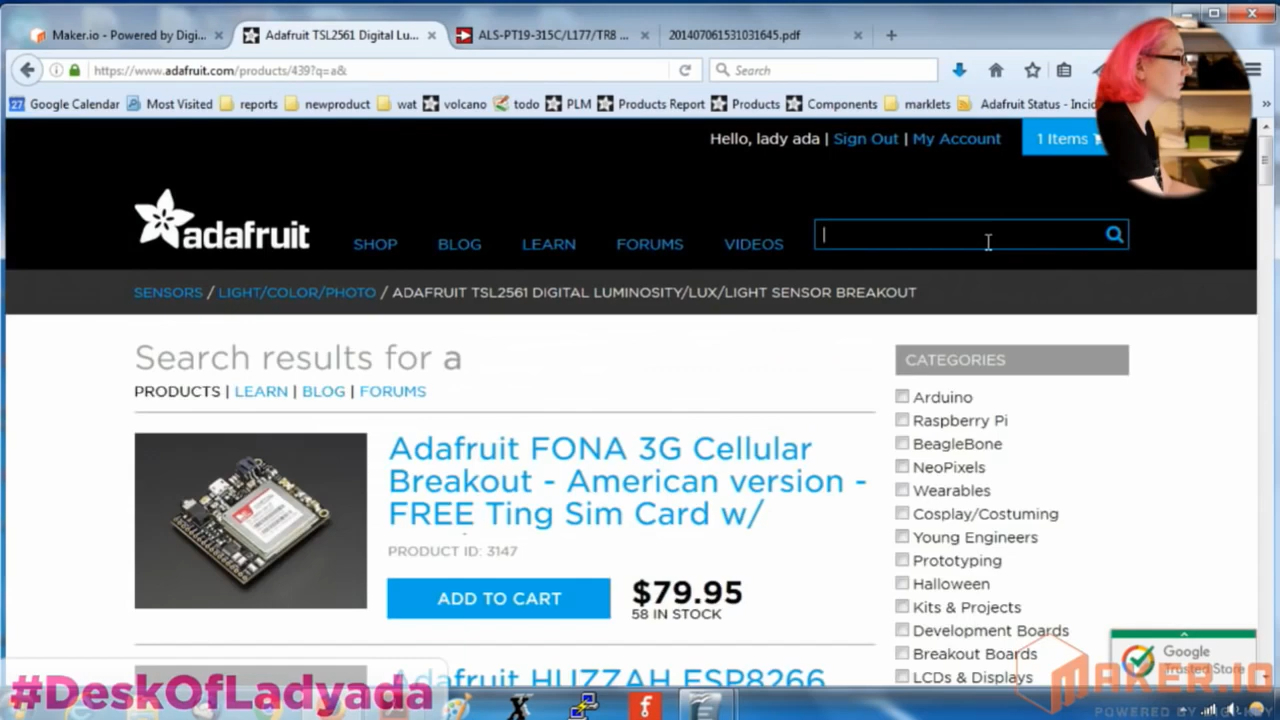 Maker.io - Powered by Digi...
Adafruit TSL2561 Digital Lu...
ALS-PT19-315C/L177/TR8 ...
201407061531031645.pdf
https://www.adafruit.com/products/439?q=a&
Search
27 Google Calendar
Most Visited
reports
newproduct
wat
volcano
todo
PLM
Products Report
Products
Components
marklets
Adafruit Status - Incid
Hello, lady ada | Sign Out | My Account
1 Items
adafruit
SHOP
BLOG
LEARN
FORUMS
VIDEOS
SENSORS / LIGHT/COLOR/PHOTO / ADAFRUIT TSL2561 DIGITAL LUMINOSITY/LUX/LIGHT SENSOR BREAKOUT
Search results for a
PRODUCTS | LEARN | BLOG | FORUMS
Adafruit FONA 3G Cellular
Breakout - American version -
FREE Ting Sim Card w/
PRODUCT ID: 3147
ADD TO CART
$79.95
58 IN STOCK
Adafruit HUZZAH ESP8266
CATEGORIES
Arduino
Raspberry Pi
BeagleBone
NeoPixels
Wearables
Cosplay/Costuming
Young Engineers
Prototyping
Halloween
Kits & Projects
Development Boards
Breakout Boards
LCDs & Displays
Google
Trusted Store
#DeskOfLadyada
MAKER.IO
POWERED BY DIGI-KEY